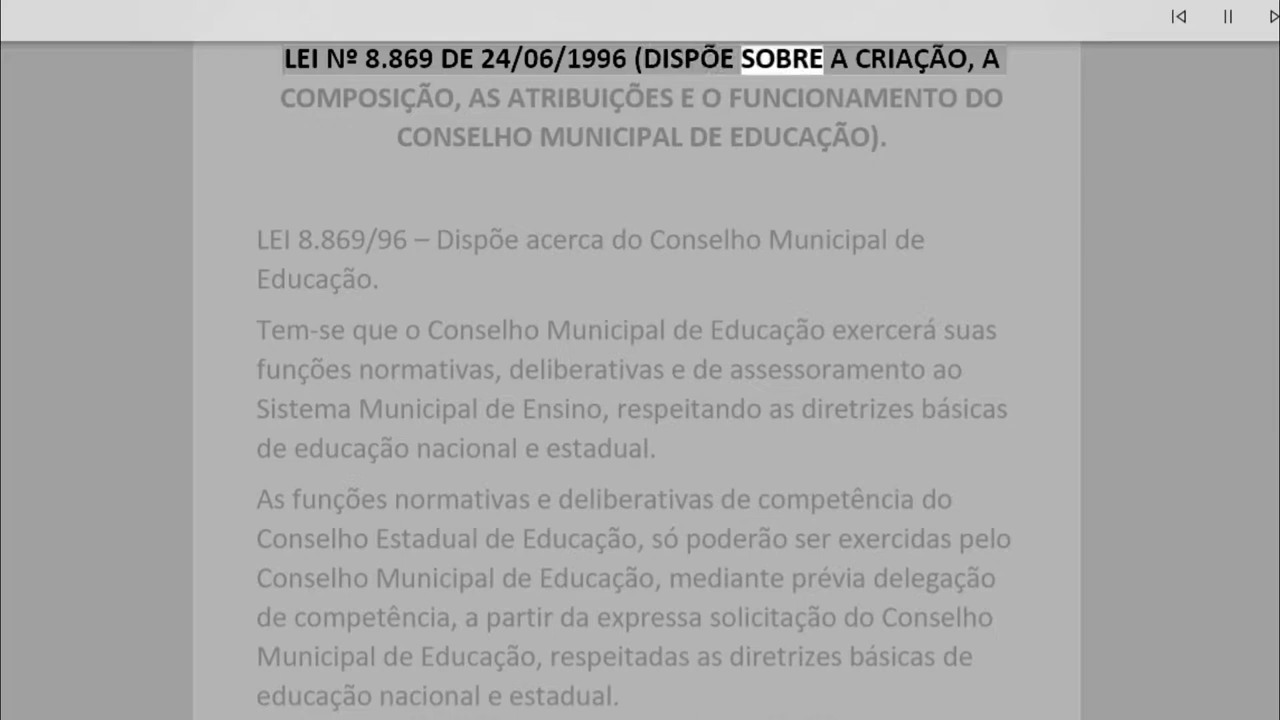 LEI Nº 8.869 DE 24/06/1996 (DISPÕE SOBRE A CRIAÇÃO, A
COMPOSIÇÃO, AS ATRIBUIÇÕES E O FUNCIONAMENTO DO
CONSELHO MUNICIPAL DE EDUCAÇÃO).
LEI 8.869/96 – Dispõe acerca do Conselho Municipal de
Educação.
Tem-se que o Conselho Municipal de Educação exercerá suas
funções normativas, deliberativas e de assessoramento ao
Sistema Municipal de Ensino, respeitando as diretrizes básicas
de educação nacional e estadual.
As funções normativas e deliberativas de competência do
Conselho Estadual de Educação, só poderão ser exercidas pelo
Conselho Municipal de Educação, mediante prévia delegação
de competência, a partir da expressa solicitação do Conselho
Municipal de Educação, respeitadas as diretrizes básicas de
educação nacional e estadual.